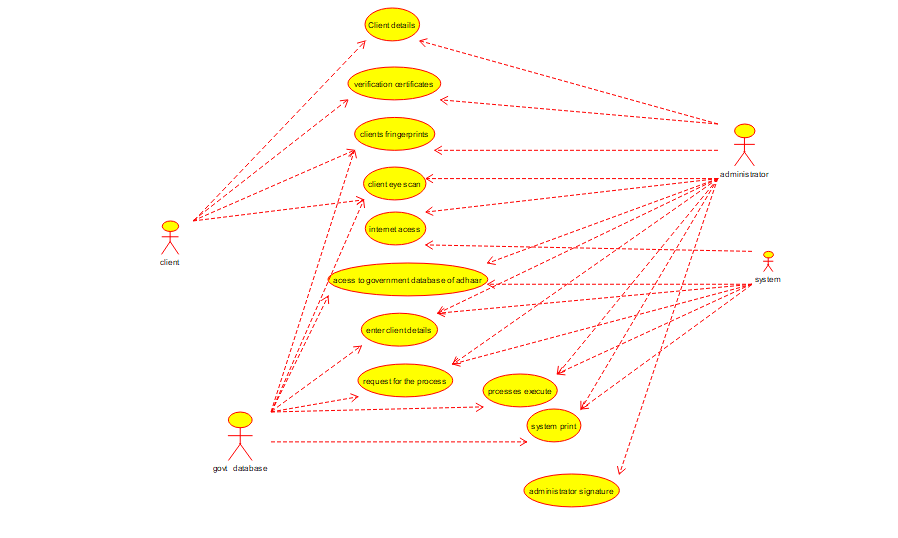 Client details
verification certificates
clients fringerprints
administrator
client eye scan
internet acess
client
system
acess to government database of adhaar
enter client details
request for the process
prcesses execute
system print
govt database
administrator signature